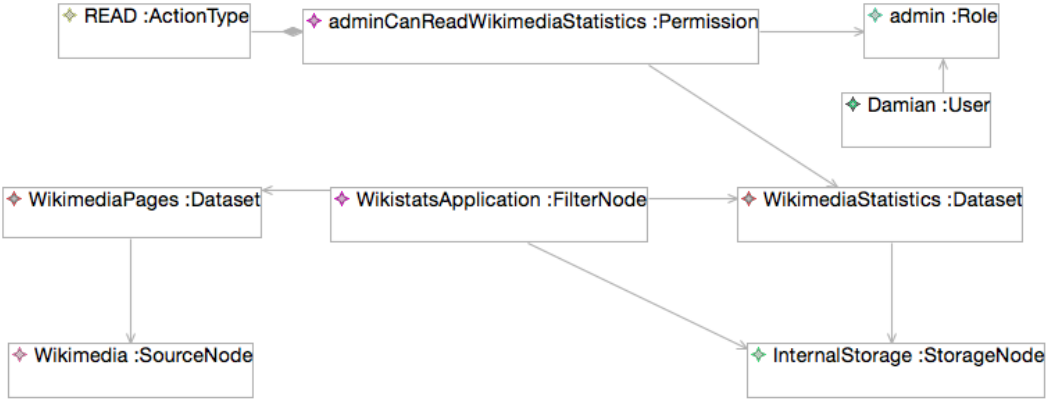 READ :ActionType
adminCanReadWikimediaStatistics :Permission
admin :Role
Damian :User
WikimediaPages :Dataset
WikistatsApplication :FilterNode
WikimediaStatistics :Dataset
Wikimedia :SourceNode
InternalStorage :StorageNode